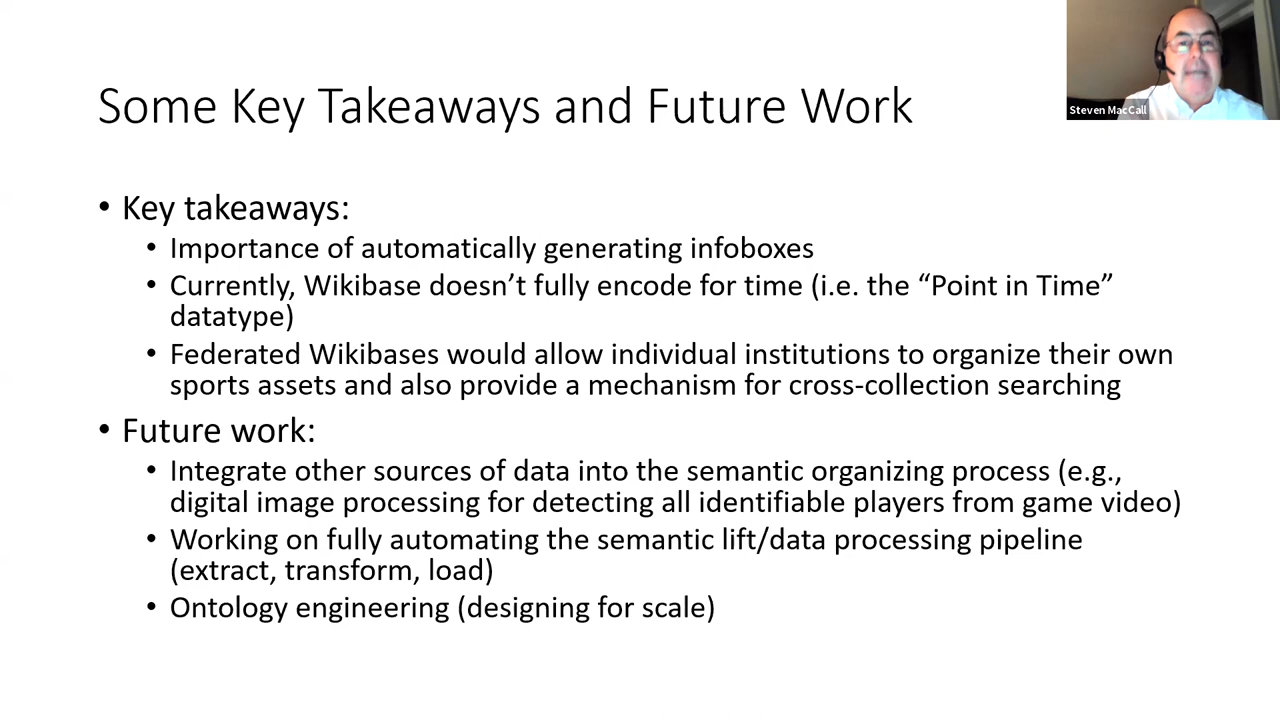 Steven MacCall
Some Key Takeaways and Future Work
• Key takeaways:
• Importance of automatically generating infoboxes
• Currently, Wikibase doesn’t fully encode for time (i.e. the “Point in Time”
datatype)
• Federated Wikibases would allow individual institutions to organize their own
sports assets and also provide a mechanism for cross-collection searching
• Future work:
• Integrate other sources of data into the semantic organizing process (e.g.,
digital image processing for detecting all identifiable players from game video)
• Working on fully automating the semantic lift/data processing pipeline
(extract, transform, load)
• Ontology engineering (designing for scale)